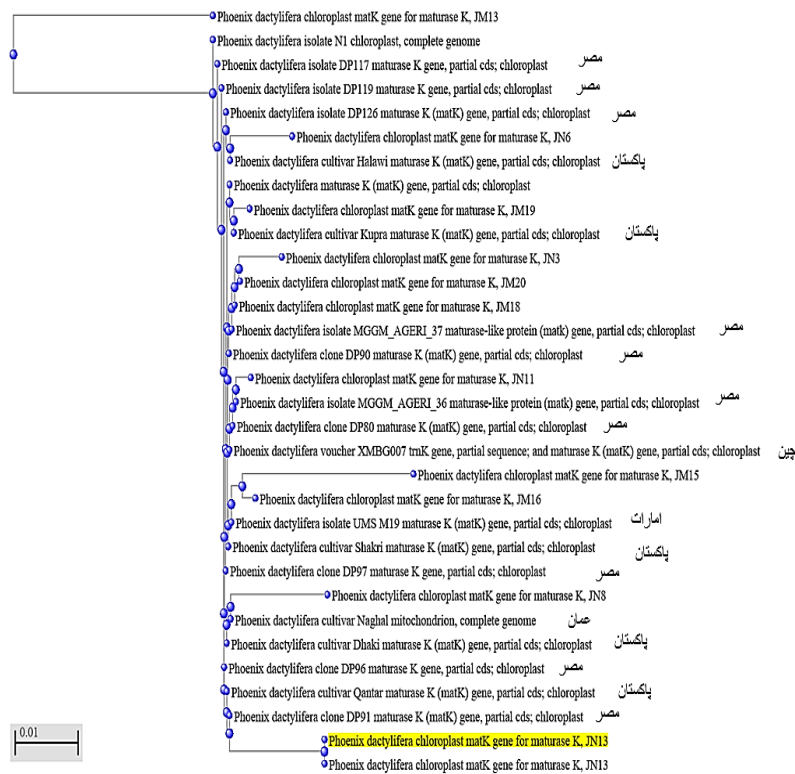 Phoenix dactylifera chloroplast matK gene for maturase K, JM13
Phoenix dactylifera isolate N1 chloroplast, complete genome
Phoenix dactylifera isolate DP117 maturase K gene, partial cds; chloroplast مصر
Phoenix dactylifera isolate DP119 maturase K gene, partial cds; chloroplast مصر
Phoenix dactylifera isolate DP126 maturase K (matK) gene, partial cds; chloroplast مصر
Phoenix dactylifera chloroplast matK gene for maturase K, JN6
Phoenix dactylifera cultivar Halawi maturase K (matK) gene, partial cds; chloroplast پاکستان
Phoenix dactylifera maturase K (matK) gene, partial cds; chloroplast
Phoenix dactylifera chloroplast matK gene for maturase K, JM19
Phoenix dactylifera cultivar Kupra maturase K (matK) gene, partial cds; chloroplast پاکستان
Phoenix dactylifera chloroplast matK gene for maturase K, JN3
Phoenix dactylifera chloroplast matK gene for maturase K, JM20
Phoenix dactylifera chloroplast matK gene for maturase K, JM18
Phoenix dactylifera isolate MGGM_AGERI_37 maturase-like protein (matk) gene, partial cds; chloroplast مصر
Phoenix dactylifera clone DP90 maturase K (matK) gene, partial cds; chloroplast مصر
Phoenix dactylifera chloroplast matK gene for maturase K, JN11
Phoenix dactylifera isolate MGGM_AGERI_36 maturase-like protein (matk) gene, partial cds; chloroplast مصر
Phoenix dactylifera clone DP80 maturase K (matK) gene, partial cds; chloroplast مصر
Phoenix dactylifera voucher XMBG007 trnK gene, partial sequence; and maturase K (matK) gene, partial cds; chloroplast چین
Phoenix dactylifera chloroplast matK gene for maturase K, JM15
Phoenix dactylifera chloroplast matK gene for maturase K, JM16
Phoenix dactylifera isolate UMS M19 maturase K (matK) gene, partial cds; chloroplast امارات
Phoenix dactylifera cultivar Shakri maturase K (matK) gene, partial cds; chloroplast پاکستان
Phoenix dactylifera clone DP97 maturase K gene, partial cds; chloroplast مصر
Phoenix dactylifera chloroplast matK gene for maturase K, JN8
Phoenix dactylifera cultivar Naghal mitochondrion, complete genome عمان
Phoenix dactylifera cultivar Dhaki maturase K (matK) gene, partial cds; chloroplast پاکستان
Phoenix dactylifera clone DP96 maturase K gene, partial cds; chloroplast مصر
Phoenix dactylifera cultivar Qantar maturase K (matK) gene, partial cds; chloroplast پاکستان
Phoenix dactylifera clone DP91 maturase K (matK) gene, partial cds; chloroplast مصر
0.01
Phoenix dactylifera chloroplast matK gene for maturase K, JN13
Phoenix dactylifera chloroplast matK gene for maturase K, JN13